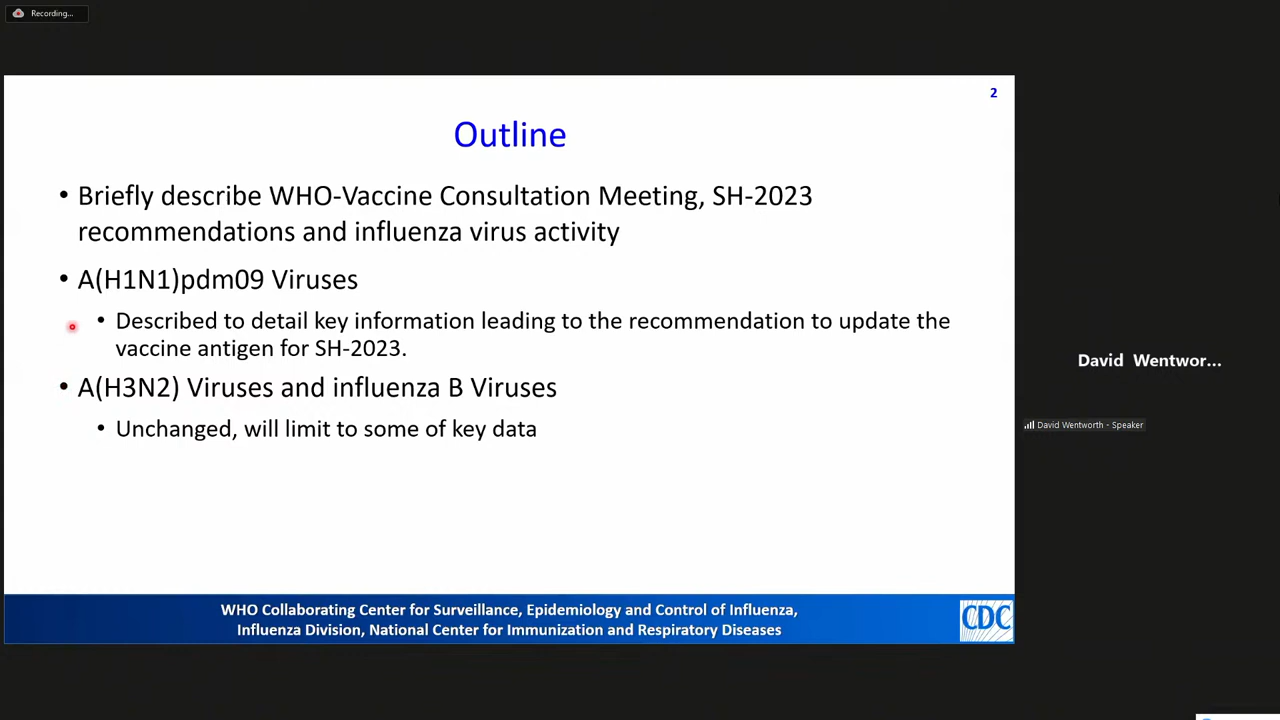 Recording...
2
Outline
• Briefly describe WHO-Vaccine Consultation Meeting, SH-2023
recommendations and influenza virus activity
• A(H1N1)pdm09 Viruses
• Described to detail key information leading to the recommendation to update the
vaccine antigen for SH-2023.
• A(H3N2) Viruses and influenza B Viruses
• Unchanged, will limit to some of key data
David Wentwor...
David Wentworth - Speaker
WHO Collaborating Center for Surveillance, Epidemiology and Control of Influenza,
Influenza Division, National Center for Immunization and Respiratory Diseases
CDC